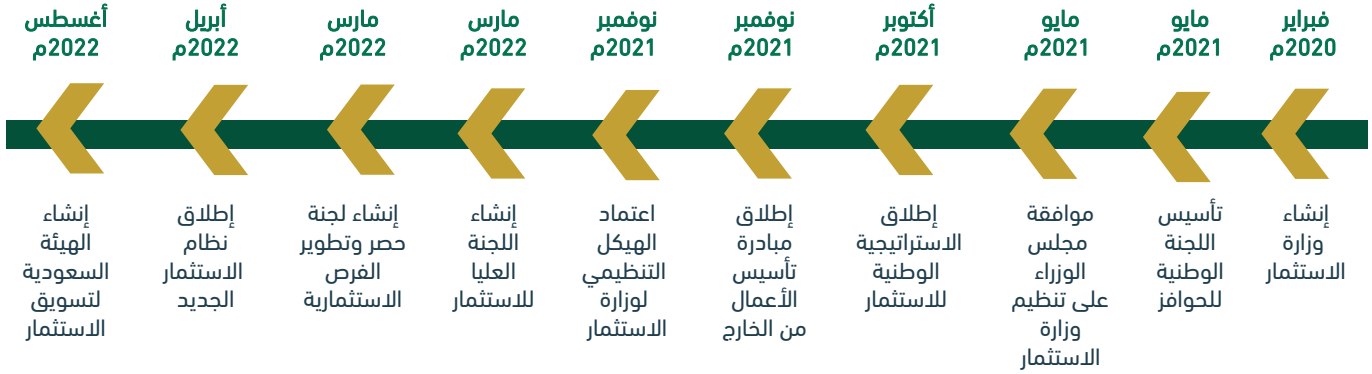 فبراير
2020م
إنشاء
وزارة
الاستثمار
مايو
2021م
تأسيس
اللجنة
الوطنية
للحوافز
مايو
2021م
موافقة
مجلس
الوزراء
على تنظيم
وزارة
الاستثمار
أكتوبر
2021م
إطلاق
الاستراتيجية
الوطنية
للاستثمار
نوفمبر
2021م
إطلاق
مبادرة
تأسيس
الأعمال
من الخارج
نوفمبر
2021م
اعتماد
الهيكل
التنظيمي
لوزارة
الاستثمار
مارس
2022م
إنشاء
اللجنة
العليا
للاستثمار
مارس
2022م
إنشاء لجنة
حصر وتطوير
الفرص
الاستثمارية
أبريل
2022م
إطلاق
نظام
الاستثمار
الجديد
أغسطس
2022م
إنشاء
الهيئة
السعودية
لتسويق
الاستثمار